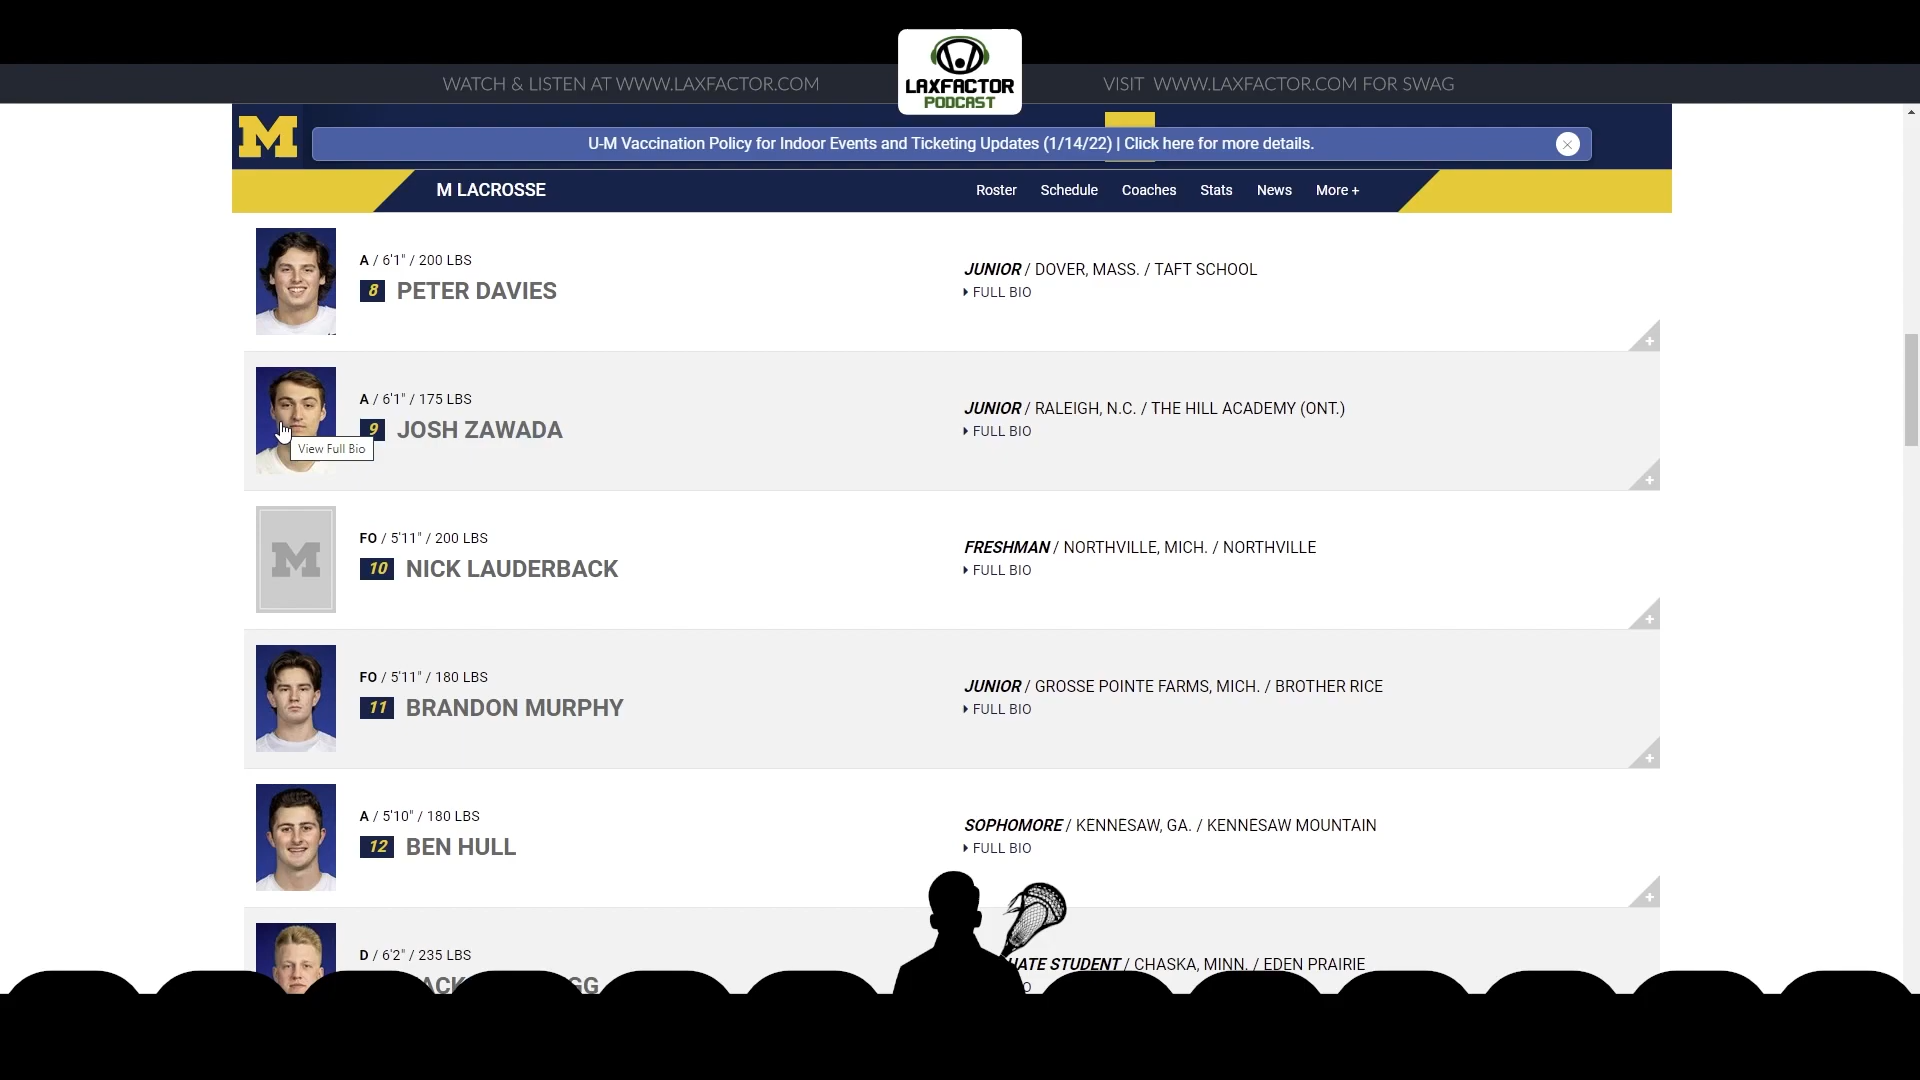 WATCH & LISTEN AT WWW.LAXFACTOR.COM
LAXFACTOR
PODCAST
VISIT WWW.LAXFACTOR.COM FOR SWAG
M
U-M Vaccination Policy for Indoor Events and Ticketing Updates (1/14/22) | Click here for more details.
M LACROSSE
Roster Schedule Coaches Stats News More +
A / 6'1" / 200 LBS
8 PETER DAVIES
JUNIOR / DOVER, MASS. / TAFT SCHOOL
FULL BIO
A / 6'1" / 175 LBS
9 JOSH ZAWADA
View Full Bio
JUNIOR / RALEIGH, N.C. / THE HILL ACADEMY (ONT.)
FULL BIO
M
FO / 5'11" / 200 LBS
10 NICK LAUDERBACK
FRESHMAN / NORTHVILLE, MICH. / NORTHVILLE
FULL BIO
FO / 5'11" / 180 LBS
11 BRANDON MURPHY
JUNIOR / GROSSE POINTE FARMS, MICH. / BROTHER RICE
FULL BIO
A / 5'10" / 180 LBS
12 BEN HULL
SOPHOMORE / KENNESAW, GA. / KENNESAW MOUNTAIN
FULL BIO
D / 6'2" / 235 LBS
STUDENT / CHASKA, MINN. / EDEN PRAIRIE